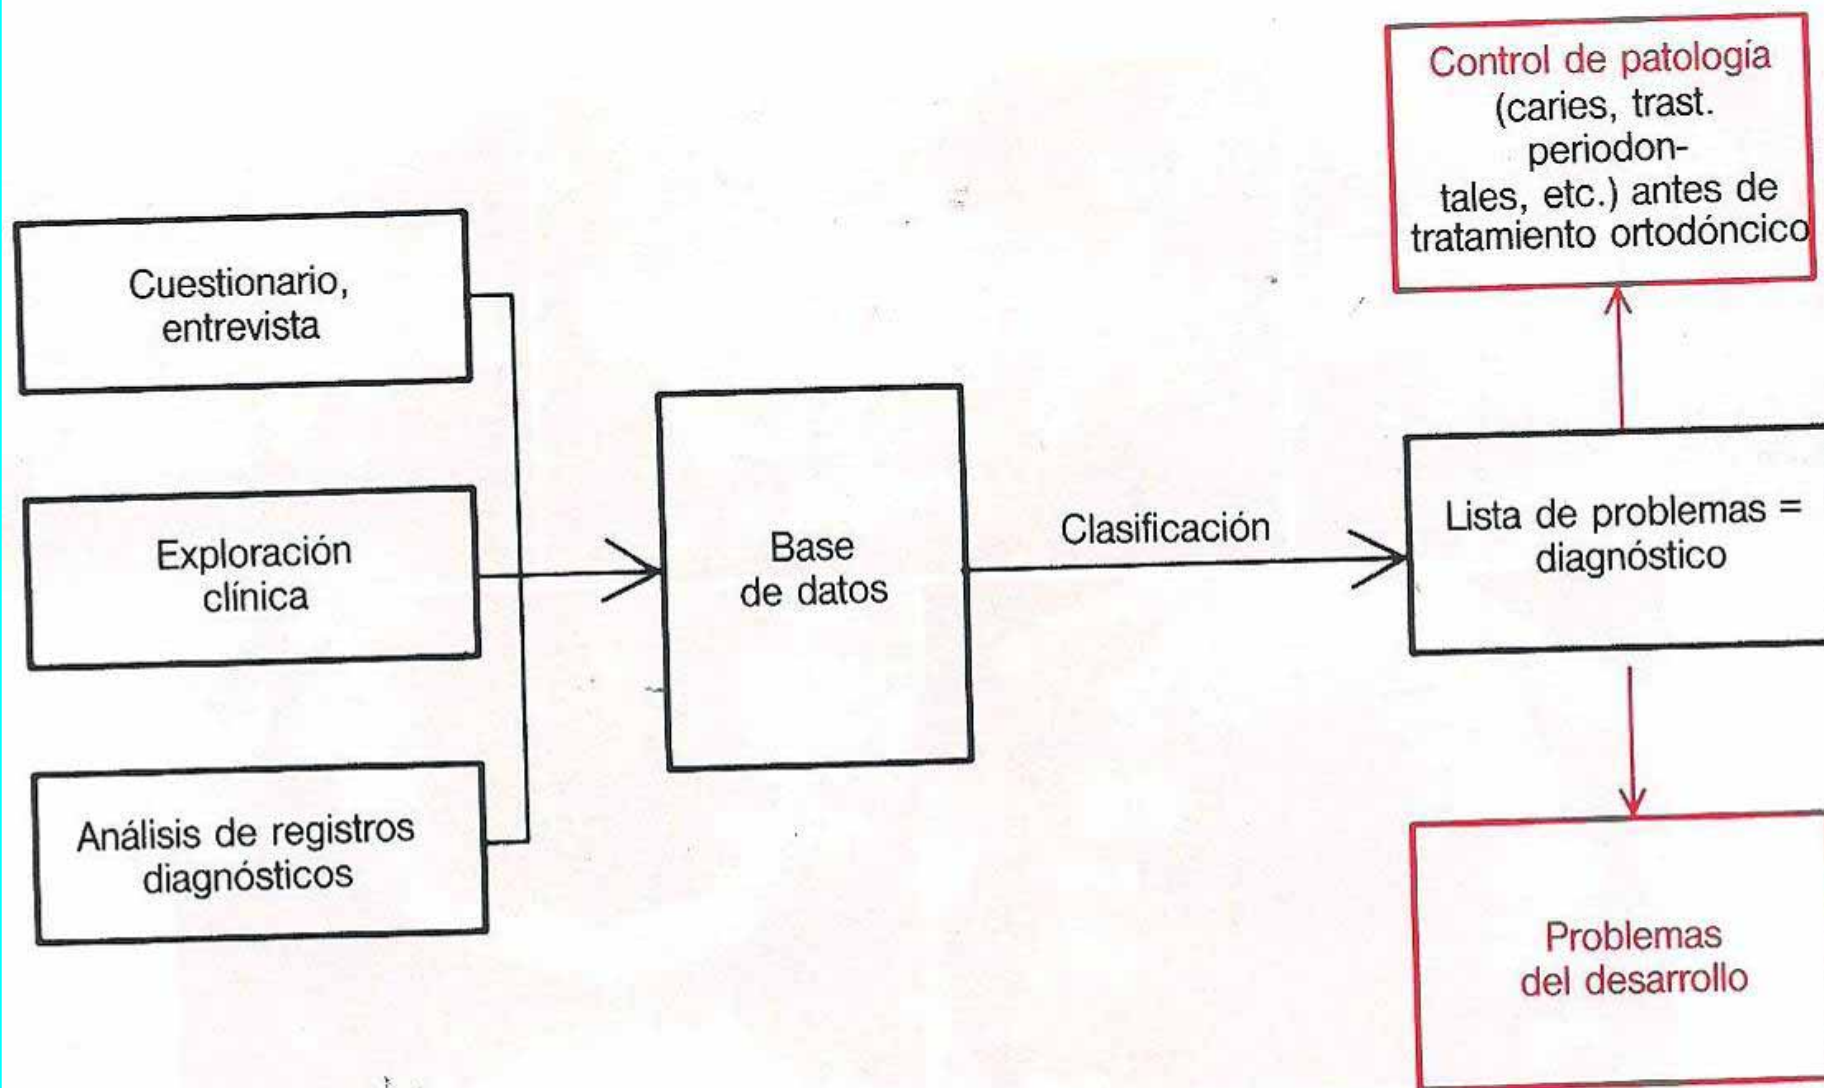 Cuestionario,
entrevista
Exploración
clínica
Análisis de registros
diagnósticos
Base
de datos
Clasificación
Control de patología
(caries, trast.
periodon-
tales, etc.) antes de
tratamiento ortodóncico
Lista de problemas =
diagnóstico
Problemas
del desarrollo